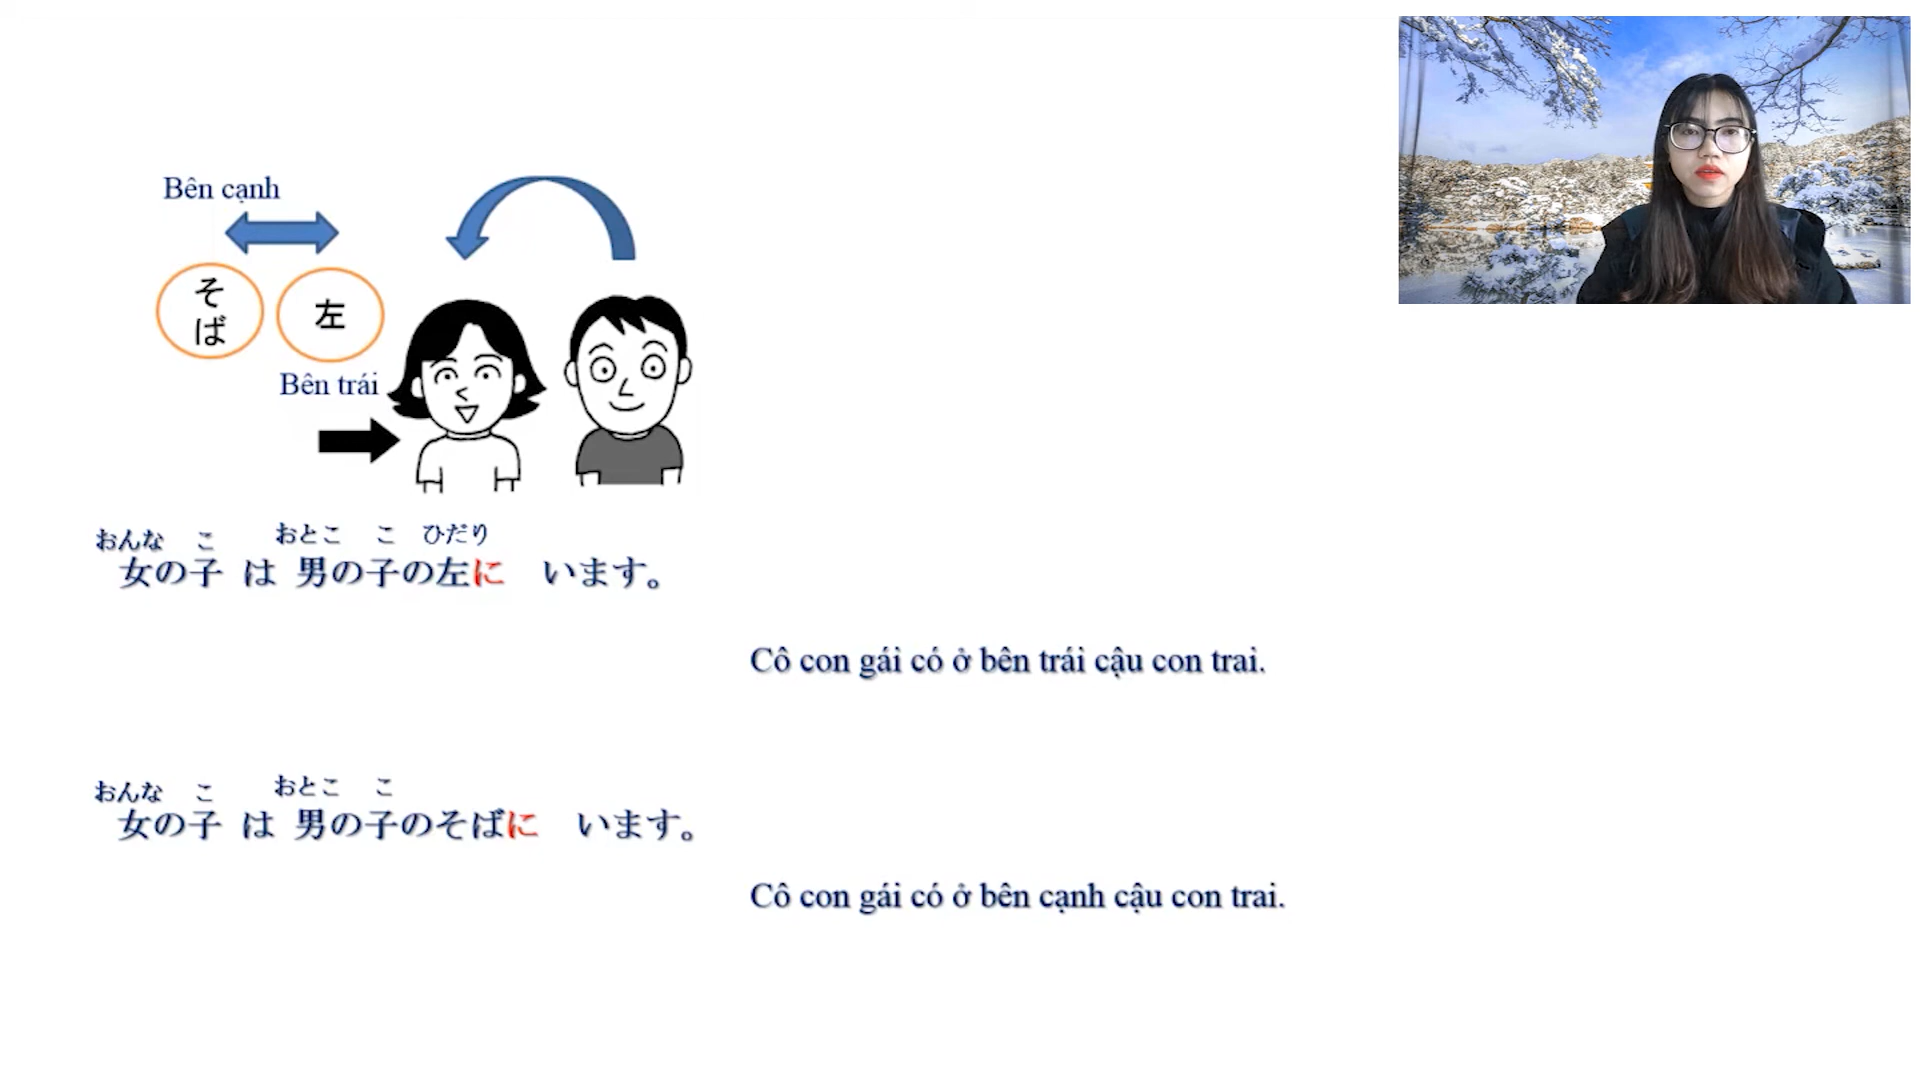 Bên cạnh
そば
左
Bên trái
おんな こ おとこ こ ひだり
女の子 は 男の子の左に います。
Cô con gái có ở bên trái cậu con trai.
おんな こ おとこ こ
女の子 は 男の子のそばに います。
Cô con gái có ở bên cạnh cậu con trai.